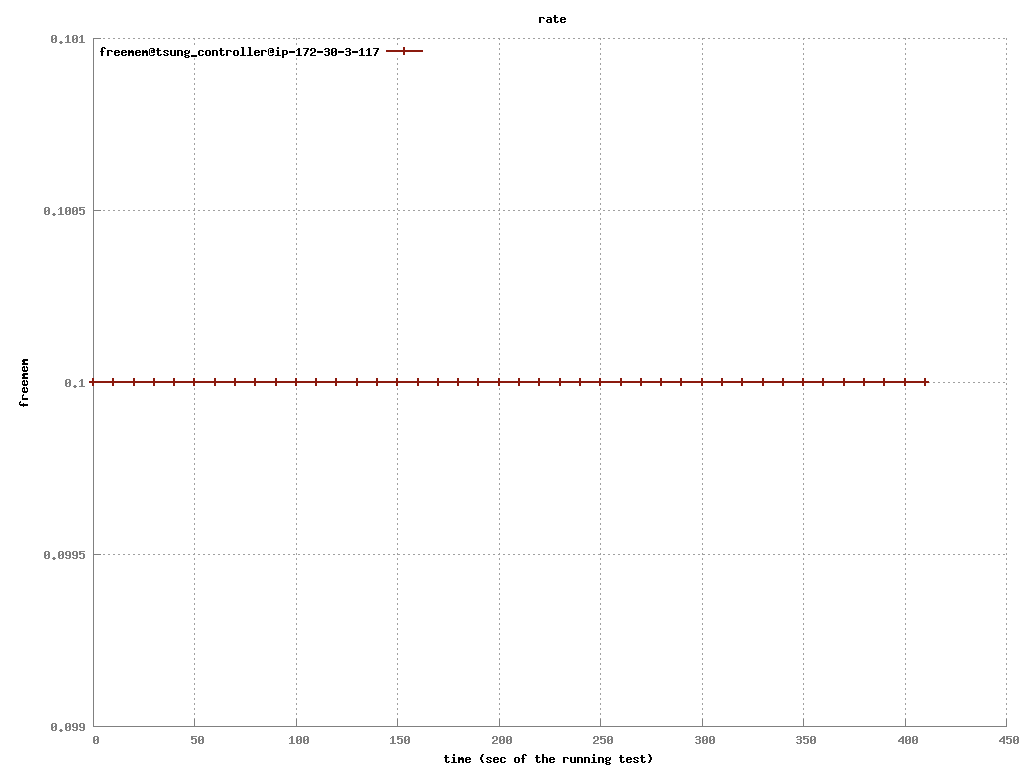 rate
0.101
freemem@tsung_controller@ip-172-30-3-117
0.1005
freemem
0.1
0.0995
0.099
0 50 100 150 200 250 300 350 400 450
time (sec of the running test)